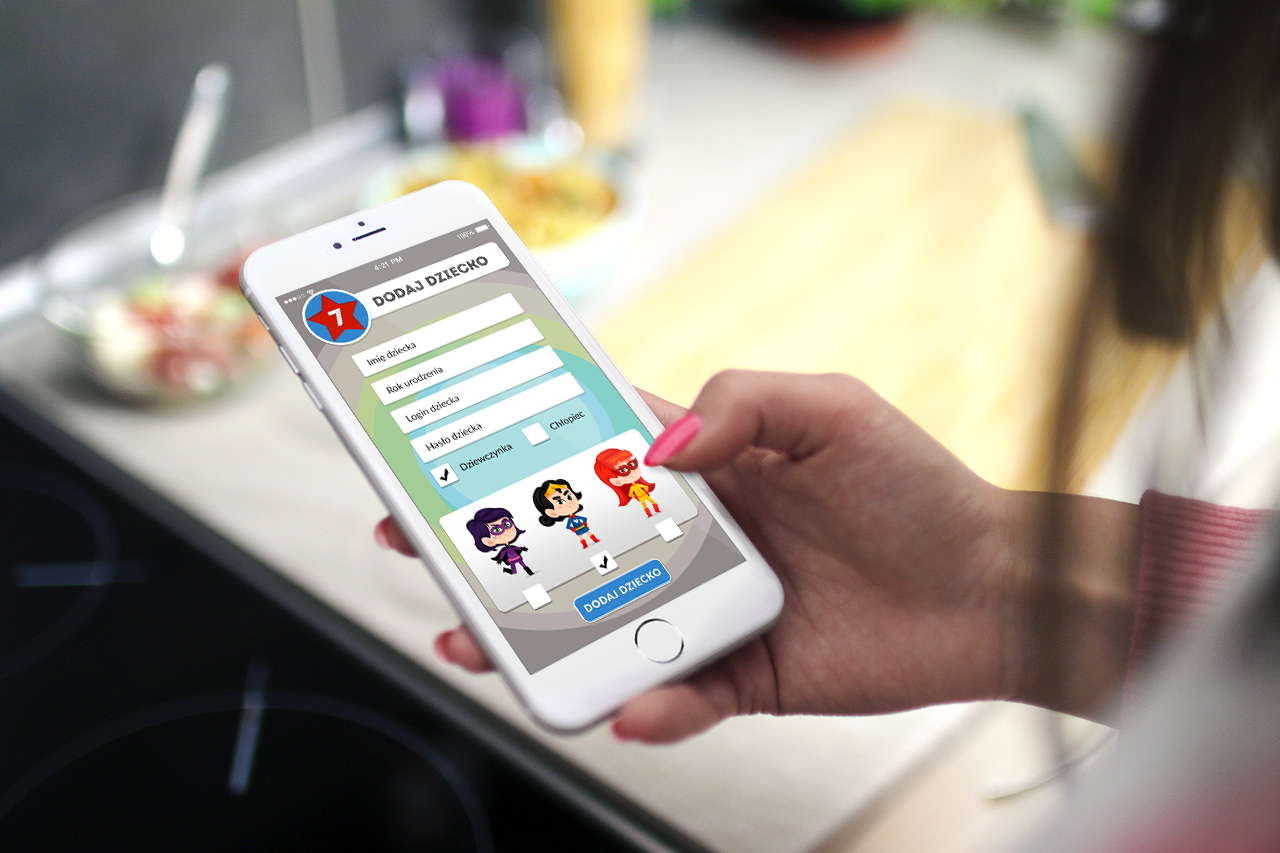 4:21 PM
100%
7
DODAJ DZIECKO
Imię dziecka
Rok urodzenia
Login dziecka
Hasło dziecka
Dziewczynka
Chłopiec
DODAJ DZIECKO